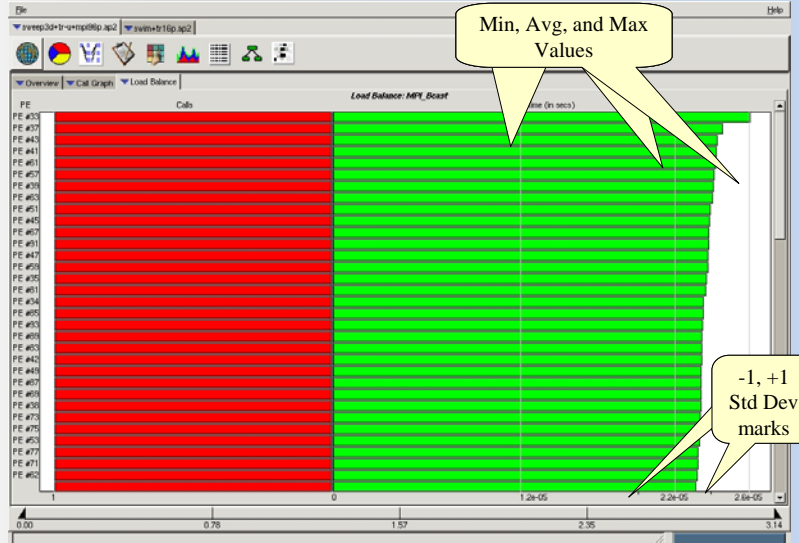 File
Help
sweep3d+tr-u+mpi96p.ap2
swim+tr16p.ap2
Min, Avg, and Max
Values
Overview
Call Graph
Load Balance
Load Balance: MPI_Bcast
PE
Calls
(in secs)
PE #33
PE #37
PE #43
PE #41
PE #61
PE #57
PE #39
PE #63
PE #51
PE #45
PE #67
PE #91
PE #47
PE #59
PE #35
PE #81
PE #34
PE #85
PE #93
PE #89
PE #83
PE #42
PE #49
PE #87
PE #69
PE #38
PE #73
PE #75
PE #53
PE #77
PE #71
PE #62
-1, +1
Std Dev
marks
1
0
1.2e-05
2.2e-05
2.6e-05
0.00
0.78
1.57
2.35
3.14